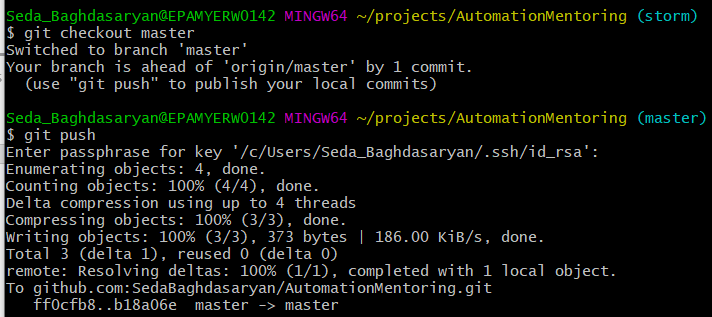 Seda_Baghdasaryan@EPAMYERW0142 MINGW64 ~/projects/AutomationMentoring (storm)
$ git checkout master
Switched to branch 'master'
Your branch is ahead of 'origin/master' by 1 commit.
  (use "git push" to publish your local commits)

Seda_Baghdasaryan@EPAMYERW0142 MINGW64 ~/projects/AutomationMentoring (master)
$ git push
Enter passphrase for key '/c/Users/Seda_Baghdasaryan/.ssh/id_rsa':
Enumerating objects: 4, done.
Counting objects: 100% (4/4), done.
Delta compression using up to 4 threads
Compressing objects: 100% (3/3), done.
Writing objects: 100% (3/3), 373 bytes | 186.00 KiB/s, done.
Total 3 (delta 1), reused 0 (delta 0)
remote: Resolving deltas: 100% (1/1), completed with 1 local object.
To github.com:SedaBaghdasaryan/AutomationMentoring.git
   ff0cfb8..b18a06e  master -> master